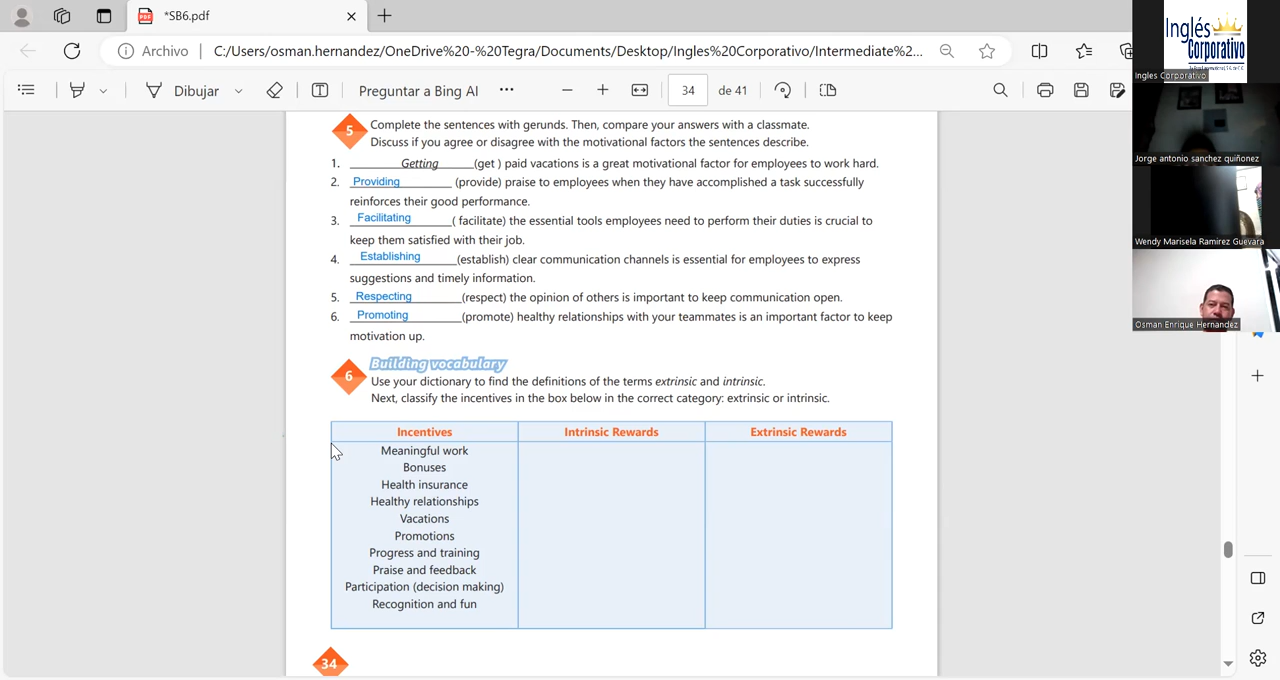 *SB6.pdf
Archivo
C:/Users/osman.hernandez/OneDrive%20-%20Tegra/Documents/Desktop/Ingles%20Corporativo/Intermediate%2...
Dibujar
Preguntar a Bing AI
34 de 41
Inglés
Corporativo
Ingles Corporativo
Jorge antonio sanchez quiñonez
Wendy Marisela Ramirez Guevara
Osman Enrique Hernandez
5 Complete the sentences with gerunds. Then, compare your answers with a classmate.
Discuss if you agree or disagree with the motivational factors the sentences describe.
1. ________Getting_____(get ) paid vacations is a great motivational factor for employees to work hard.
2. Providing (provide) praise to employees when they have accomplished a task successfully
reinforces their good performance.
3. Facilitating ( facilitate) the essential tools employees need to perform their duties is crucial to
keep them satisfied with their job.
4. Establishing (establish) clear communication channels is essential for employees to express
suggestions and timely information.
5. Respecting (respect) the opinion of others is important to keep communication open.
6. Promoting (promote) healthy relationships with your teammates is an important factor to keep
motivation up.
Building vocabulary
6 Use your dictionary to find the definitions of the terms extrinsic and intrinsic.
Next, classify the incentives in the box below in the correct category: extrinsic or intrinsic.
Incentives Intrinsic Rewards Extrinsic Rewards
Meaningful work
Bonuses
Health insurance
Healthy relationships
Vacations
Promotions
Progress and training
Praise and feedback
Participation (decision making)
Recognition and fun
34